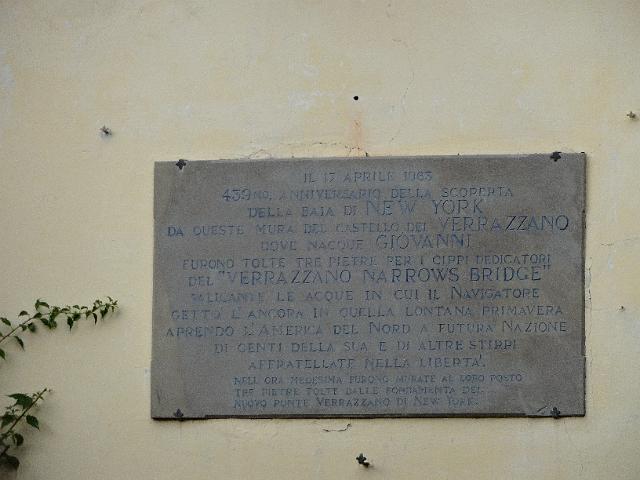 IL 17 APRILE 1963
439MO. ANNIVERSARIO DELLA SCOPERTA
DELLA BAIA DI NEW YORK
DA QUESTE MURA DEL CASTELLO DEI VERRAZZANO
DOVE NACQUE GIOVANNI
FURONO TOLTE TRE PIETRE PER I CIPPI DEDICATORI
DEL "VERRAZZANO NARROWS BRIDGE"
VALICANTE LE ACQUE IN CUI IL NAVIGATORE
GETTO' L'ANCORA IN QUELLA LONTANA PRIMAVERA
APRENDO L'AMERICA DEL NORD A FUTURA NAZIONE
DI GENTI DELLA SUA E DI ALTRE STIRPI
AFFRATELLATE NELLA LIBERTA'.
NELL'ORA MEDESIMA FURONO MURATE AL LORO POSTO
TRE PIETRE TOLTE DALLE FONDAMENTA DEL
NUOVO PONTE VERRAZZANO DI NEW YORK.